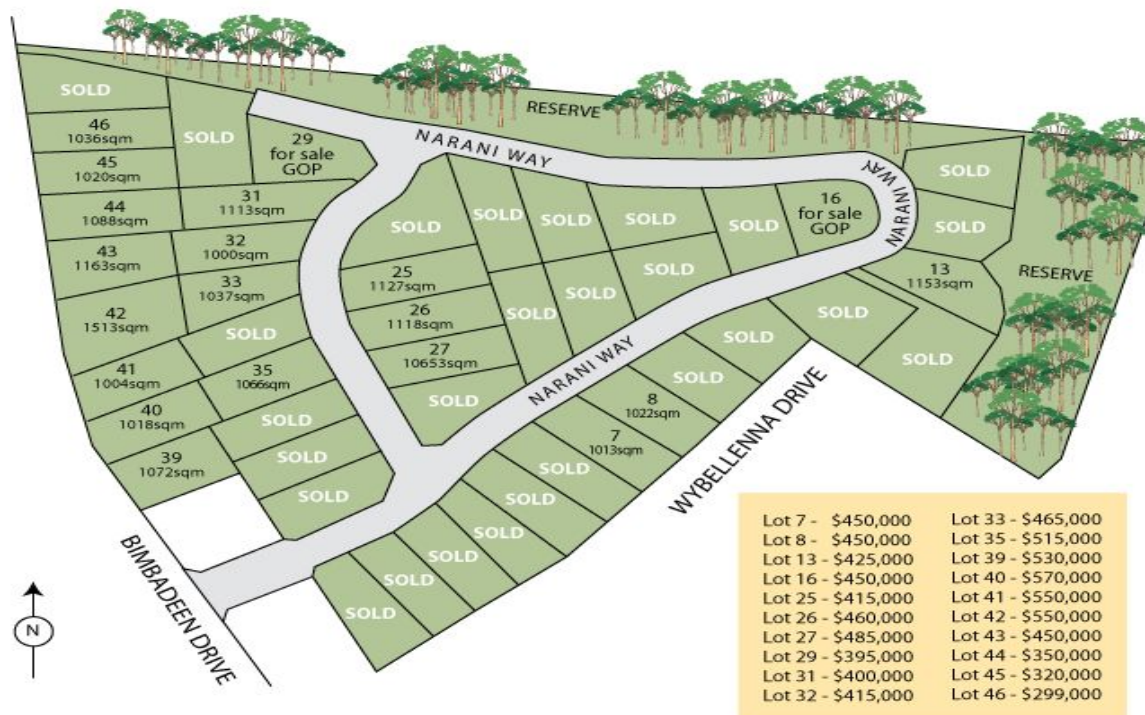 RESERVE
SOLD
46
1036sqm
SOLD
29
for sale
GOP
NARANI WAY
45
1020sqm
44
1088sqm
31
1113sqm
43
1163sqm
32
1000sqm
33
1037sqm
42
1513sqm
SOLD
41
1004sqm
35
1066sqm
40
1018sqm
SOLD
39
1072sqm
SOLD
SOLD
SOLD
SOLD
SOLD
SOLD
SOLD
16
for sale
GOP
NARANI WAY
NARANI WAY
SOLD
SOLD
13
1153sqm
RESERVE
25
1127sqm
SOLD
SOLD
SOLD
26
1118sqm
27
10653sqm
SOLD
NARANI WAY
SOLD
SOLD
SOLD
SOLD
8
1022sqm
7
1013sqm
SOLD
SOLD
SOLD
SOLD
SOLD
WYBELLENNA DRIVE
BIMBADEEN DRIVE
N
Lot 7 - $450,000
Lot 8 - $450,000
Lot 13 - $425,000
Lot 16 - $450,000
Lot 25 - $415,000
Lot 26 - $460,000
Lot 27 - $485,000
Lot 29 - $395,000
Lot 31 - $400,000
Lot 32 - $415,000
Lot 33 - $465,000
Lot 35 - $515,000
Lot 39 - $530,000
Lot 40 - $570,000
Lot 41 - $550,000
Lot 42 - $550,000
Lot 43 - $450,000
Lot 44 - $350,000
Lot 45 - $320,000
Lot 46 - $299,000